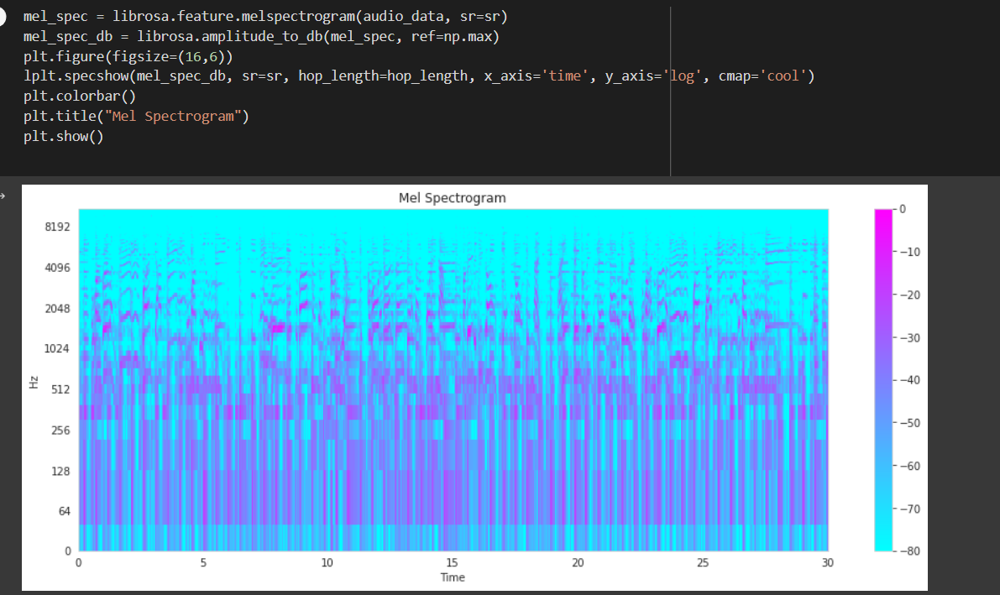 mel_spec = librosa.feature.melspectrogram(audio_data, sr=sr)
mel_spec_db = librosa.amplitude_to_db(mel_spec, ref=np.max)
plt.figure(figsize=(16,6))
lplt.specshow(mel_spec_db, sr=sr, hop_length=hop_length, x_axis='time', y_axis='log', cmap='cool')
plt.colorbar()
plt.title("Mel Spectrogram")
plt.show()
Mel Spectrogram
8192
4096
2048
1024
512
256
128
64
0
Hz
0 5 10 15 20 25 30
Time
0
−10
−20
−30
−40
−50
−60
−70
−80